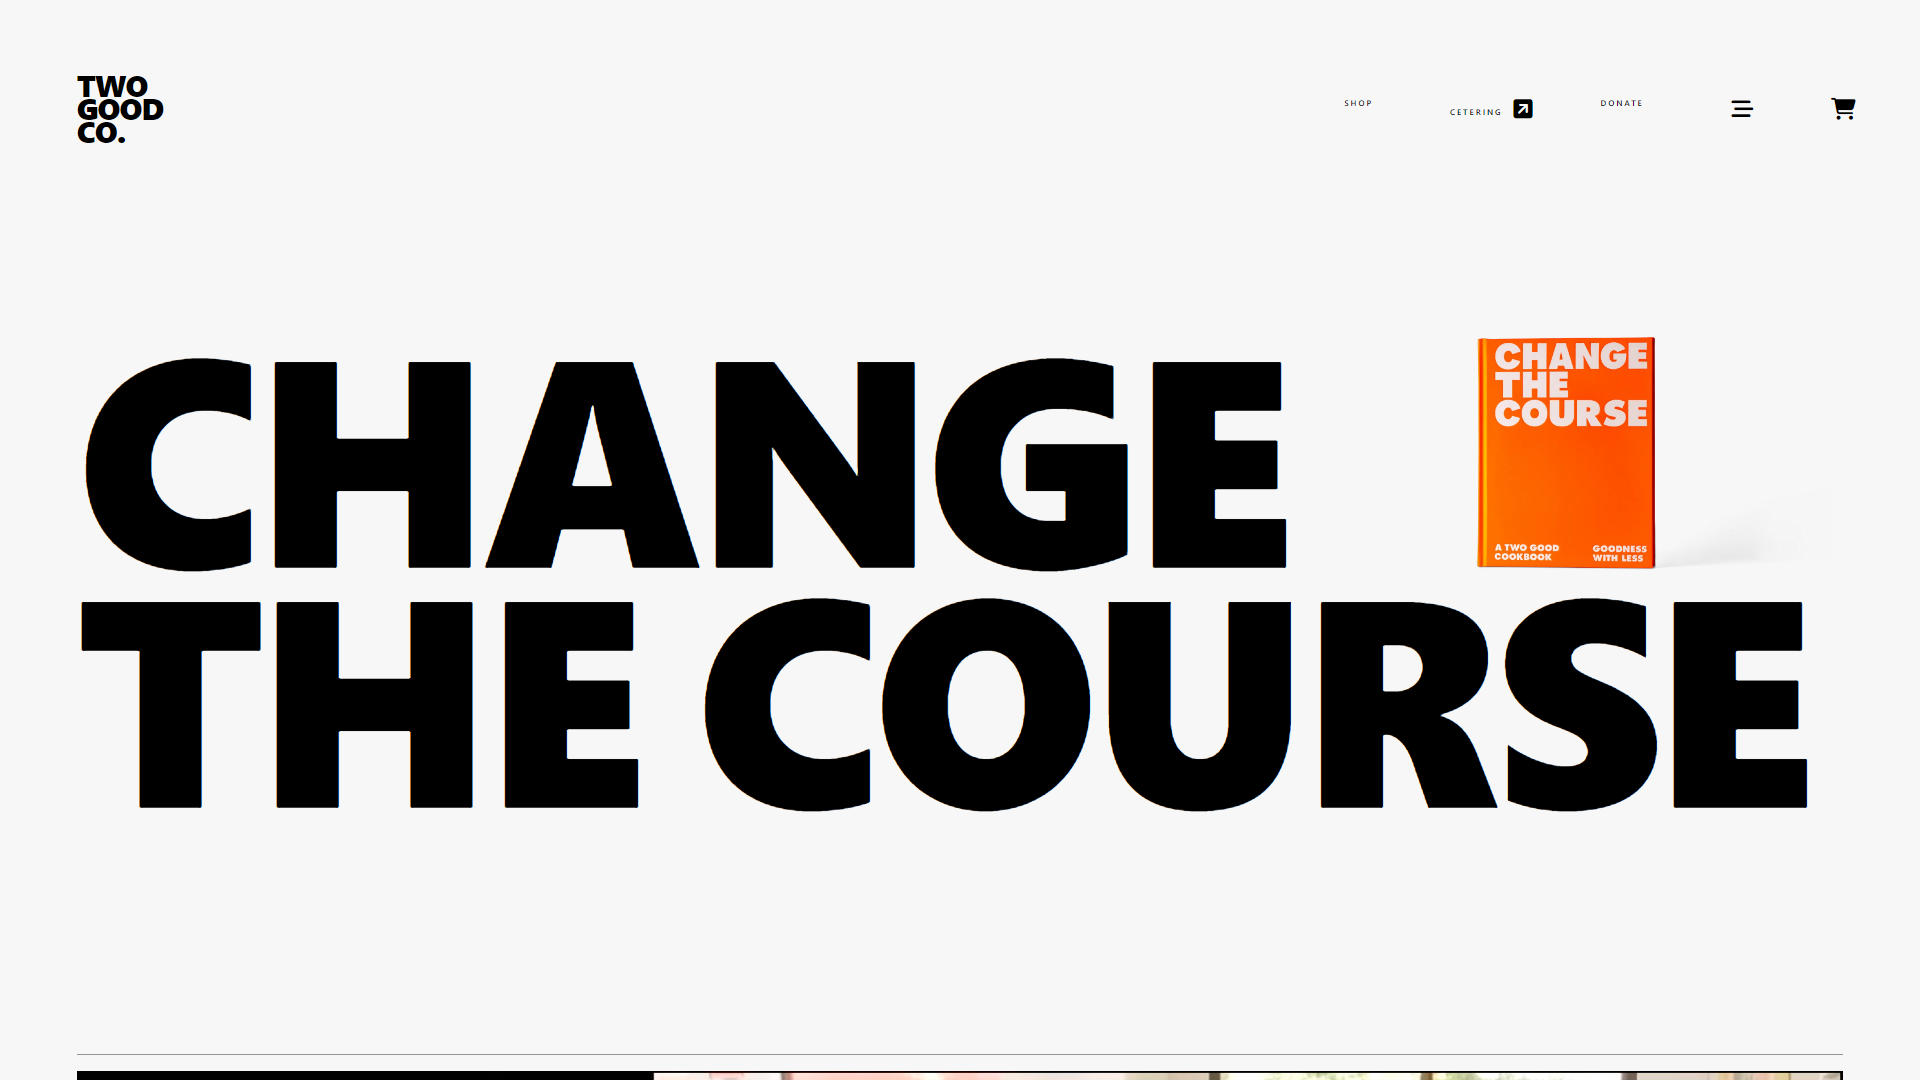 TWO
GOOD
CO.
SHOP
CETERING
DONATE
CHANGE
THE COURSE
CHANGE
THE
COURSE
A TWO GOOD
COOKBOOK
GOODNESS
WITH LESS